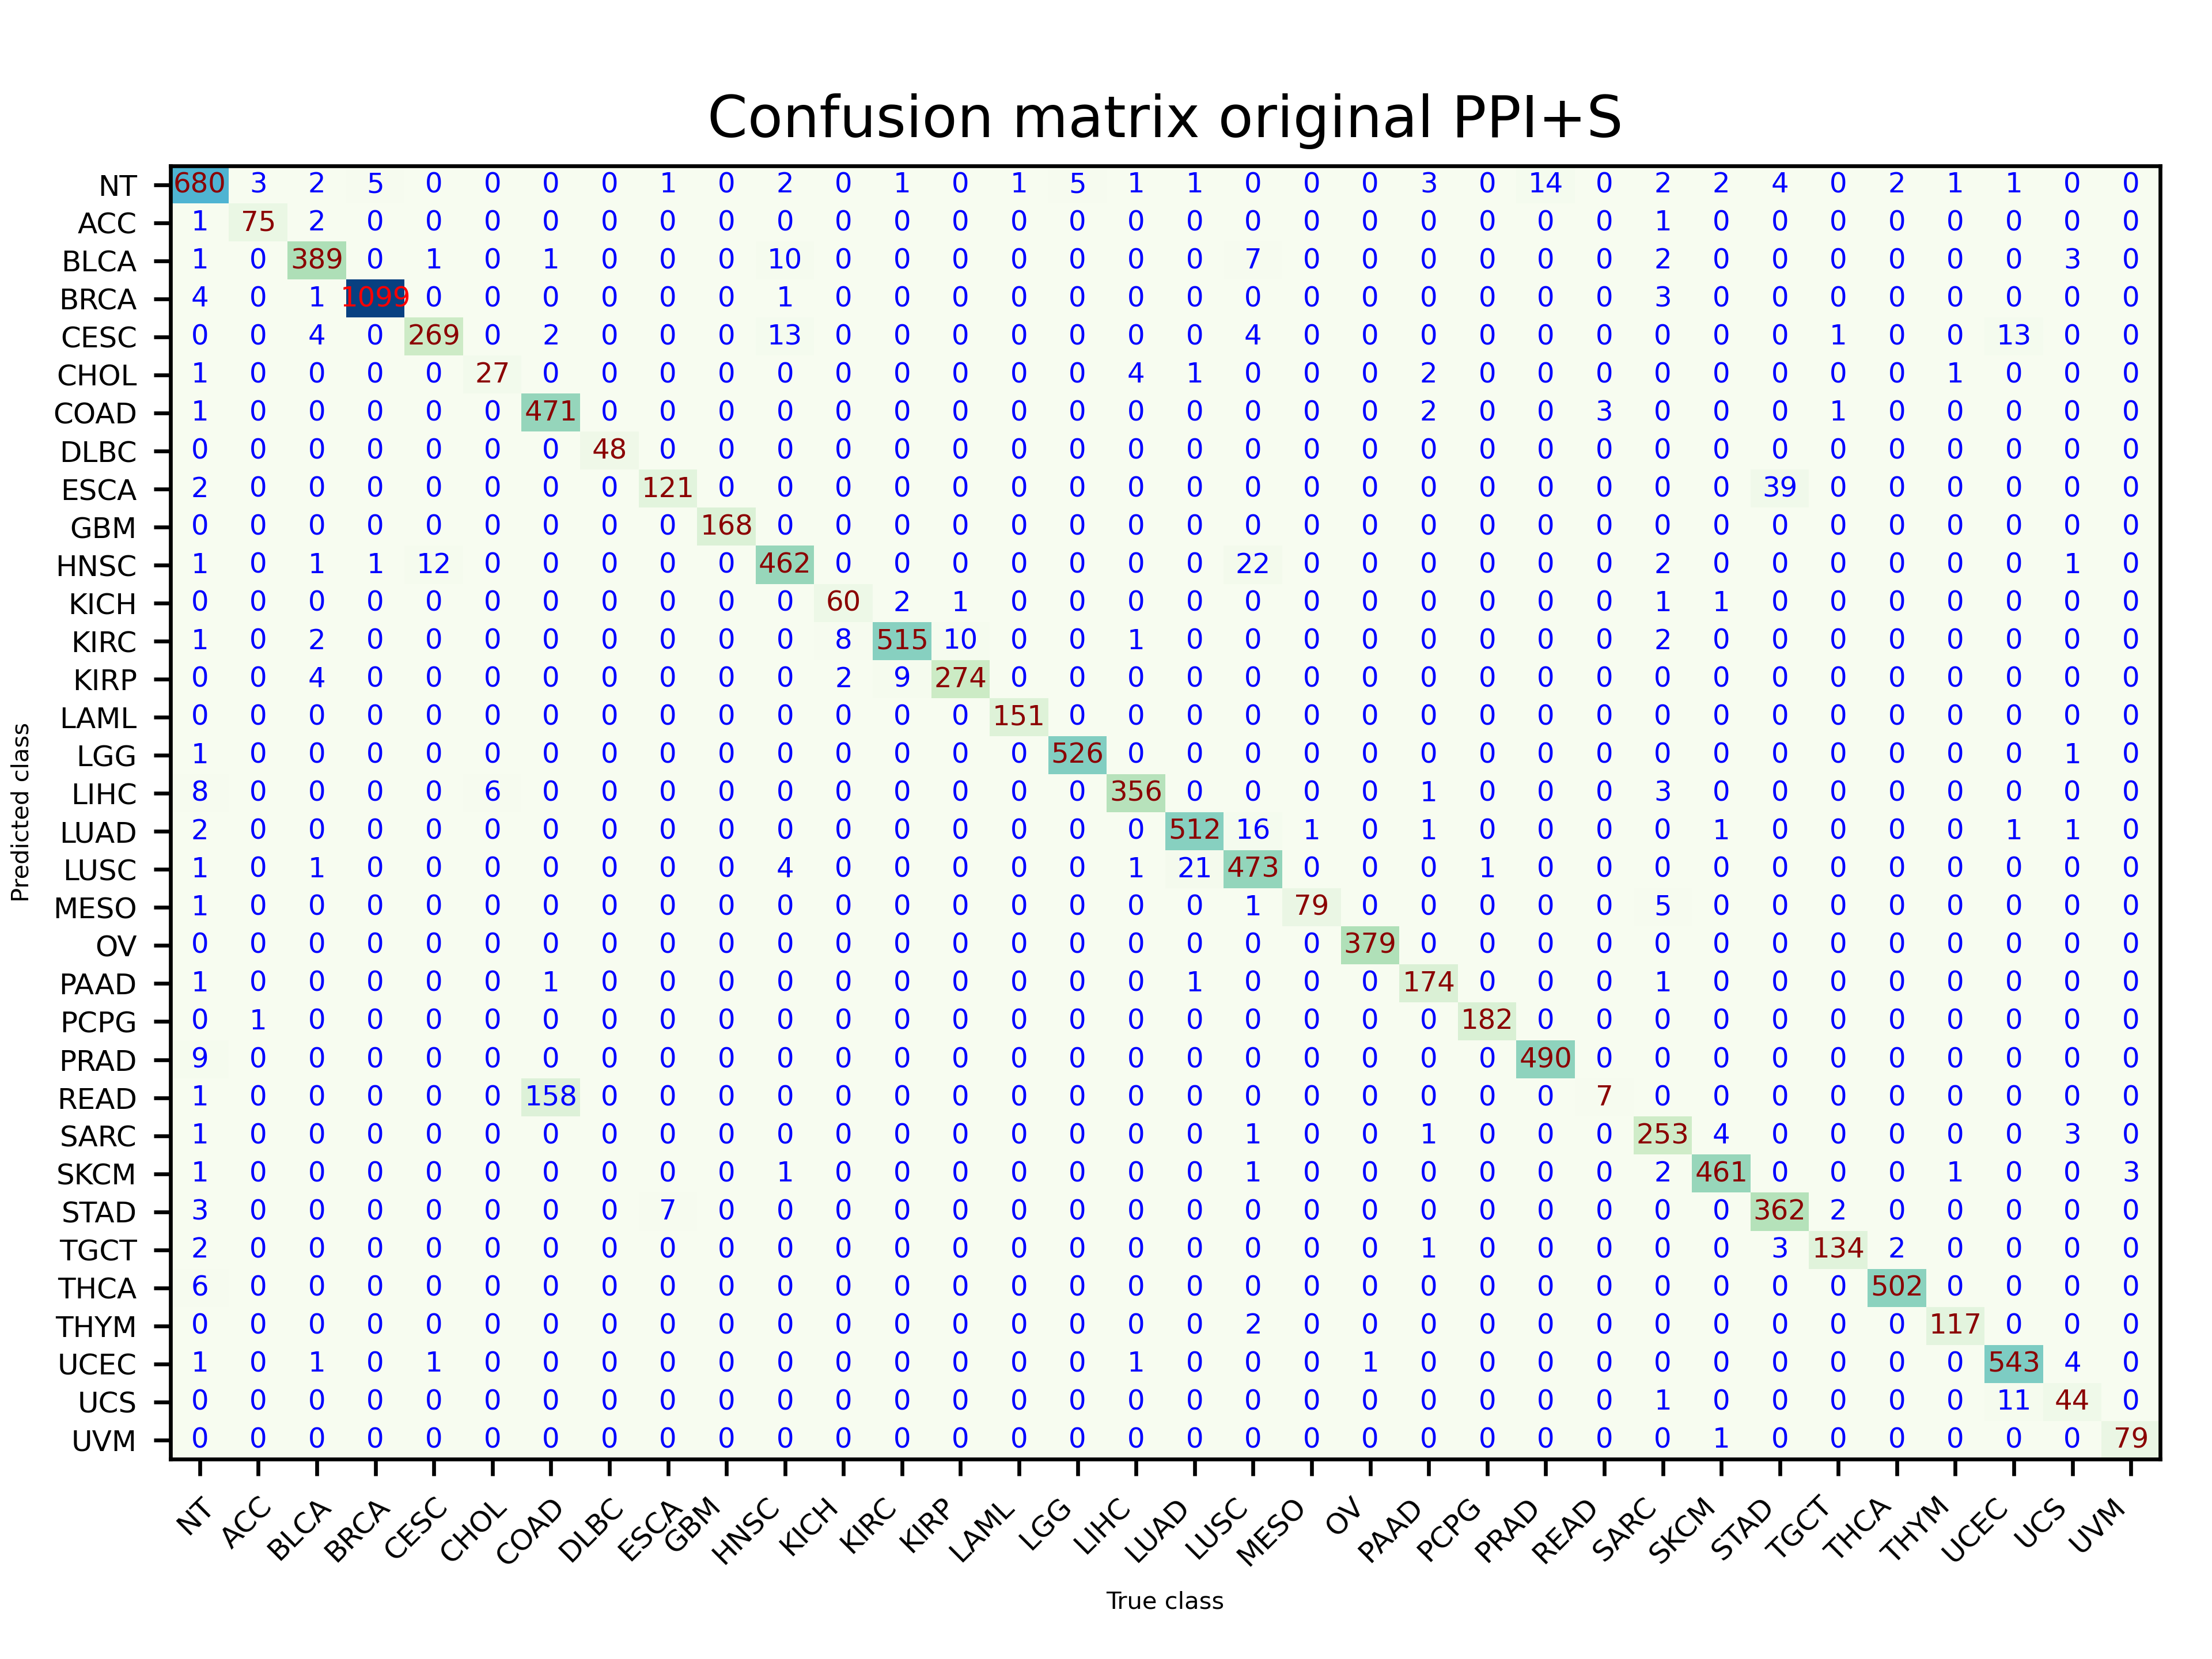 Confusion matrix original PPI+S
NT 680 3 2 5 0 0 0 0 1 0 2 0 1 0 1 5 1 1 0 0 0 3 0 14 0 2 2 4 0 2 1 1 0 0
ACC 1 75 2 0 0 0 0 0 0 0 0 0 0 0 0 0 0 0 0 0 0 0 0 0 0 1 0 0 0 0 0 0 0 0
BLCA 1 0 389 0 1 0 1 0 0 0 10 0 0 0 0 0 0 0 7 0 0 0 0 0 0 2 0 0 0 0 0 0 3 0
BRCA 4 0 1 1099 0 0 0 0 0 0 1 0 0 0 0 0 0 0 0 0 0 0 0 0 0 3 0 0 0 0 0 0 0 0
CESC 0 0 4 0 269 0 2 0 0 0 13 0 0 0 0 0 0 0 4 0 0 0 0 0 0 0 0 0 1 0 0 13 0 0
CHOL 1 0 0 0 0 27 0 0 0 0 0 0 0 0 0 0 4 1 0 0 0 2 0 0 0 0 0 0 0 0 1 0 0 0
COAD 1 0 0 0 0 0 471 0 0 0 0 0 0 0 0 0 0 0 0 0 0 2 0 0 3 0 0 0 1 0 0 0 0 0
DLBC 0 0 0 0 0 0 0 48 0 0 0 0 0 0 0 0 0 0 0 0 0 0 0 0 0 0 0 0 0 0 0 0 0 0
ESCA 2 0 0 0 0 0 0 0 121 0 0 0 0 0 0 0 0 0 0 0 0 0 0 0 0 0 0 39 0 0 0 0 0 0
GBM 0 0 0 0 0 0 0 0 0 168 0 0 0 0 0 0 0 0 0 0 0 0 0 0 0 0 0 0 0 0 0 0 0 0
HNSC 1 0 1 1 12 0 0 0 0 0 462 0 0 0 0 0 0 0 22 0 0 0 0 0 0 2 0 0 0 0 0 0 1 0
KICH 0 0 0 0 0 0 0 0 0 0 0 60 2 1 0 0 0 0 0 0 0 0 0 0 0 1 1 0 0 0 0 0 0 0
KIRC 1 0 2 0 0 0 0 0 0 0 0 8 515 10 0 0 1 0 0 0 0 0 0 0 0 2 0 0 0 0 0 0 0 0
KIRP 0 0 4 0 0 0 0 0 0 0 0 2 9 274 0 0 0 0 0 0 0 0 0 0 0 0 0 0 0 0 0 0 0 0
LAML 0 0 0 0 0 0 0 0 0 0 0 0 0 0 151 0 0 0 0 0 0 0 0 0 0 0 0 0 0 0 0 0 0 0
LGG 1 0 0 0 0 0 0 0 0 0 0 0 0 0 0 526 0 0 0 0 0 0 0 0 0 0 0 0 0 0 0 0 1 0
LIHC 8 0 0 0 0 6 0 0 0 0 0 0 0 0 0 0 356 0 0 0 0 1 0 0 0 3 0 0 0 0 0 0 0 0
LUAD 2 0 0 0 0 0 0 0 0 0 0 0 0 0 0 0 0 512 16 1 0 1 0 0 0 0 1 0 0 0 0 1 1 0
LUSC 1 0 1 0 0 0 0 0 0 0 4 0 0 0 0 0 1 21 473 0 0 0 1 0 0 0 0 0 0 0 0 0 0 0
MESO 1 0 0 0 0 0 0 0 0 0 0 0 0 0 0 0 0 0 1 79 0 0 0 0 0 5 0 0 0 0 0 0 0 0
OV 0 0 0 0 0 0 0 0 0 0 0 0 0 0 0 0 0 0 0 0 379 0 0 0 0 0 0 0 0 0 0 0 0 0
PAAD 1 0 0 0 0 0 1 0 0 0 0 0 0 0 0 0 0 1 0 0 0 174 0 0 0 1 0 0 0 0 0 0 0 0
PCPG 0 1 0 0 0 0 0 0 0 0 0 0 0 0 0 0 0 0 0 0 0 0 182 0 0 0 0 0 0 0 0 0 0 0
PRAD 9 0 0 0 0 0 0 0 0 0 0 0 0 0 0 0 0 0 0 0 0 0 0 490 0 0 0 0 0 0 0 0 0 0
READ 1 0 0 0 0 0 158 0 0 0 0 0 0 0 0 0 0 0 0 0 0 0 0 0 7 0 0 0 0 0 0 0 0 0
SARC 1 0 0 0 0 0 0 0 0 0 0 0 0 0 0 0 0 0 1 0 0 1 0 0 0 253 4 0 0 0 0 0 3 0
SKCM 1 0 0 0 0 0 0 0 0 0 1 0 0 0 0 0 0 0 1 0 0 0 0 0 0 2 461 0 0 0 1 0 0 3
STAD 3 0 0 0 0 0 0 0 7 0 0 0 0 0 0 0 0 0 0 0 0 0 0 0 0 0 0 362 2 0 0 0 0 0
TGCT 2 0 0 0 0 0 0 0 0 0 0 0 0 0 0 0 0 0 0 0 0 1 0 0 0 0 0 3 134 2 0 0 0 0
THCA 6 0 0 0 0 0 0 0 0 0 0 0 0 0 0 0 0 0 0 0 0 0 0 0 0 0 0 0 0 502 0 0 0 0
THYM 0 0 0 0 0 0 0 0 0 0 0 0 0 0 0 0 0 0 2 0 0 0 0 0 0 0 0 0 0 0 117 0 0 0
UCEC 1 0 1 0 1 0 0 0 0 0 0 0 0 0 0 0 1 0 0 0 1 0 0 0 0 0 0 0 0 0 0 543 4 0
UCS 0 0 0 0 0 0 0 0 0 0 0 0 0 0 0 0 0 0 0 0 0 0 0 0 0 1 0 0 0 0 0 11 44 0
UVM 0 0 0 0 0 0 0 0 0 0 0 0 0 0 0 0 0 0 0 0 0 0 0 0 0 0 1 0 0 0 0 0 0 79
Predicted class
NT ACC BLCA BRCA CESC CHOL COAD DLBC ESCA GBM HNSC KICH KIRC KIRP LAML LGG LIHC LUAD LUSC MESO OV PAAD PCPG PRAD READ SARC SKCM STAD TGCT THCA THYM UCEC UCS UVM
True class